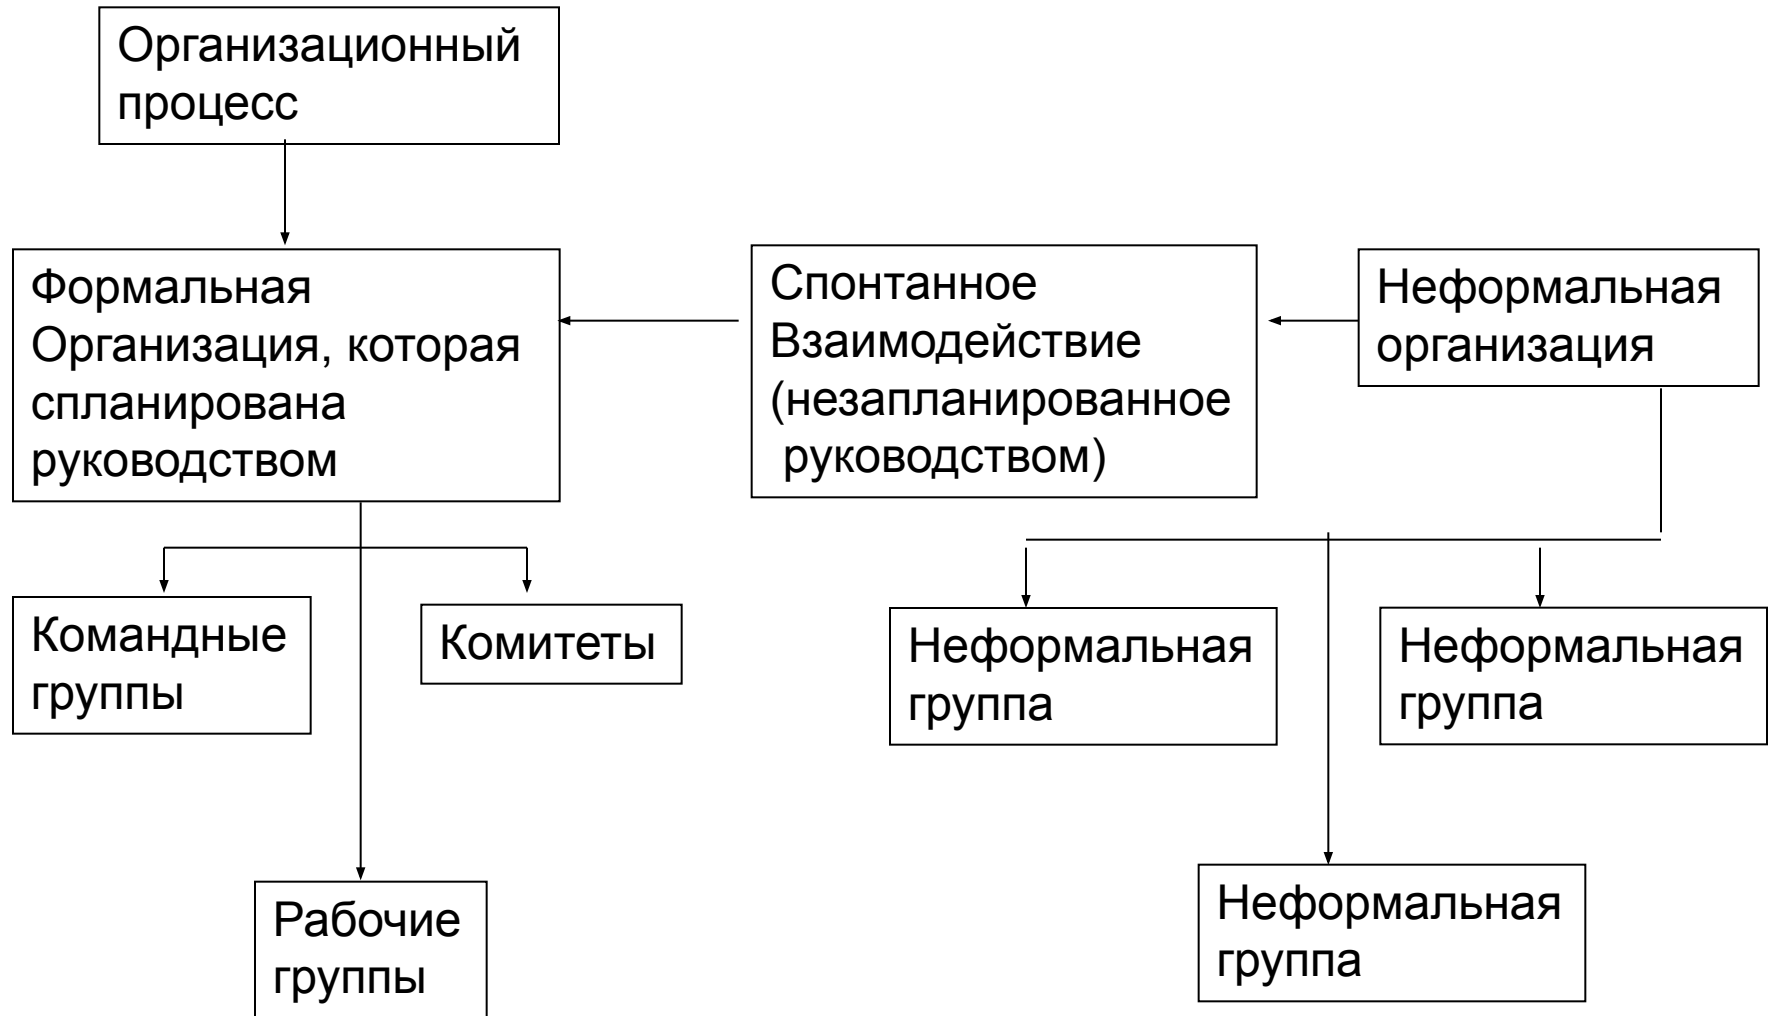 Организационный
процесс
Формальная
Организация, которая
спланирована
руководством
Спонтанное
Взаимодействие
(незапланированное
руководством)
Неформальная
организация
Командные
группы
Комитеты
Неформальная
группа
Неформальная
группа
Рабочие
группы
Неформальная
группа